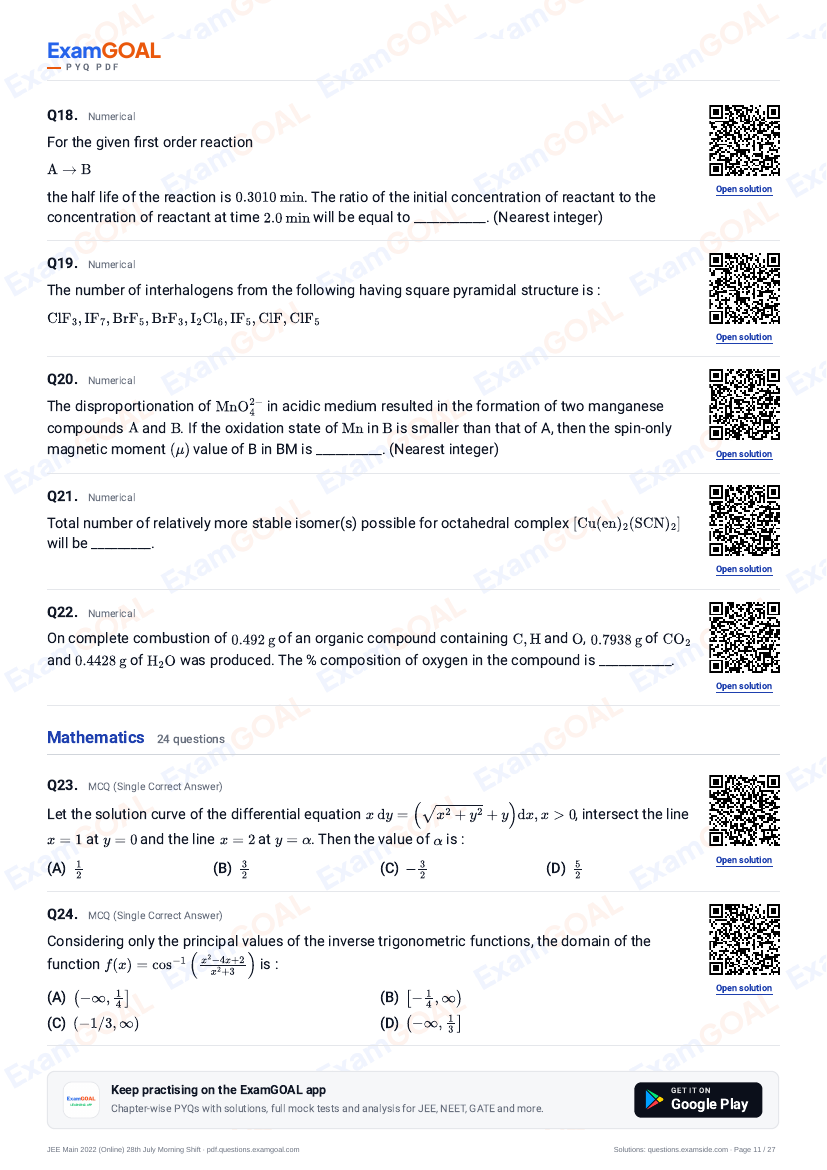 ExamGOAL
PYQ PDF
Q18. Numerical
For the given first order reaction
A → B
the half life of the reaction is 0.3010 min. The ratio of the initial concentration of reactant to the
concentration of reactant at time 2.0 min will be equal to ___________. (Nearest integer)
Open solution
Q19. Numerical
The number of interhalogens from the following having square pyramidal structure is :
ClF₃, IF₇, BrF₅, BrF₃, I₂Cl₆, IF₅, ClF, ClF₅
Open solution
Q20. Numerical
The disproportionation of MnO₄²⁻ in acidic medium resulted in the formation of two manganese
compounds A and B. If the oxidation state of Mn in B is smaller than that of A, then the spin-only
magnetic moment (μ) value of B in BM is __________. (Nearest integer)
Open solution
Q21. Numerical
Total number of relatively more stable isomer(s) possible for octahedral complex [Cu(en)₂(SCN)₂]
will be _________.
Open solution
Q22. Numerical
On complete combustion of 0.492 g of an organic compound containing C, H and O, 0.7938 g of CO₂
and 0.4428 g of H₂O was produced. The % composition of oxygen in the compound is ___________.
Open solution
Mathematics 24 questions
Q23. MCQ (Single Correct Answer)
Let the solution curve of the differential equation x dy = (√(x² + y²) + y) dx, x > 0, intersect the line
x = 1 at y = 0 and the line x = 2 at y = α. Then the value of α is :
(A) 1/2 (B) 3/2 (C) −3/2 (D) 5/2
Open solution
Q24. MCQ (Single Correct Answer)
Considering only the principal values of the inverse trigonometric functions, the domain of the
function f(x) = cos⁻¹ ((x²−4x+2)/(x²+3)) is :
(A) (−∞, 1/4] (B) [−1/4, ∞)
(C) (−1/3, ∞) (D) (−∞, 1/3]
Open solution
ExamGOAL
Keep practising on the ExamGOAL app
Chapter-wise PYQs with solutions, full mock tests and analysis for JEE, NEET, GATE and more.
GET IT ON
Google Play
JEE Main 2022 (Online) 28th July Morning Shift · pdf.questions.examgoal.com
Solutions: questions.examside.com · Page 11 / 27